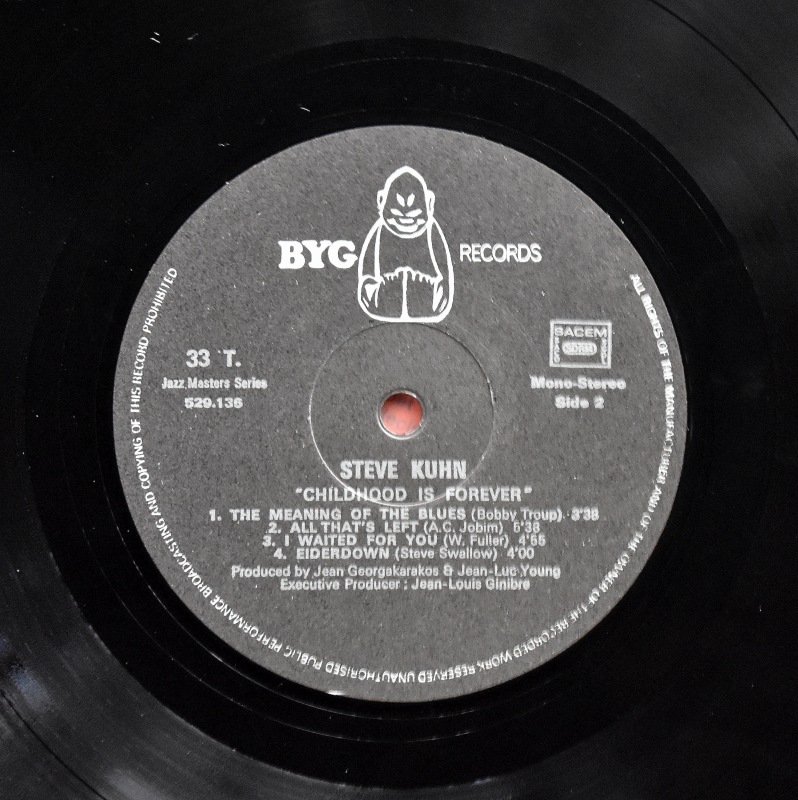 BYG RECORDS
33 T.
Jazz Masters Series
529.136
SACEM
SDRM
Mono-Stereo
Side 2
STEVE KUHN
"CHILDHOOD IS FOREVER"
1. THE MEANING OF THE BLUES (Bobby Troup) 3'38
2. ALL THAT'S LEFT (A.C. Jobim) 6'38
3. I WAITED FOR YOU (W. Fuller) 4'55
4. EIDERDOWN (Steve Swallow) 4'00
Produced by Jean Georgakarakos & Jean-Luc Young
Executive Producer : Jean-Louis Ginibre
ALL RIGHTS OF THE MANUFACTURER AND OF THE OWNER OF THE RECORDED WORK RESERVED UNAUTHORISED PUBLIC PERFORMANCE BROADCASTING AND COPYING OF THIS RECORD PROHIBITED